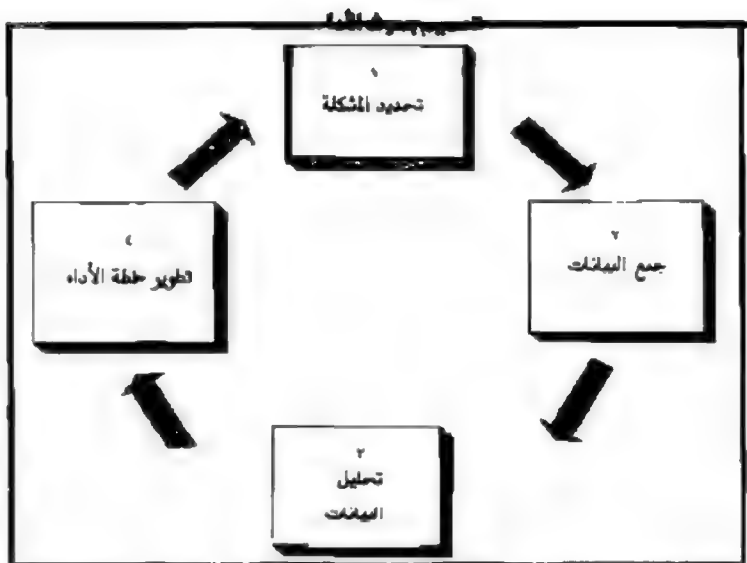 ١
تحديد المشكلة
٢
جمع البيانات
٣
تحليل
البيانات
٤
تطوير خطة الأداء